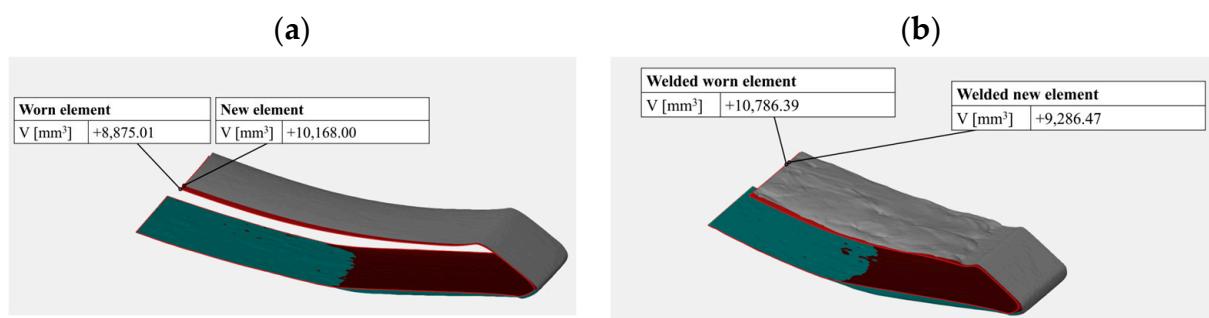 (a)
(b)
Worn element
V [mm³] +8,875.01
New element
V [mm³] +10,168.00
Welded worn element
V [mm³] +10,786.39
Welded new element
V [mm³] +9,286.47